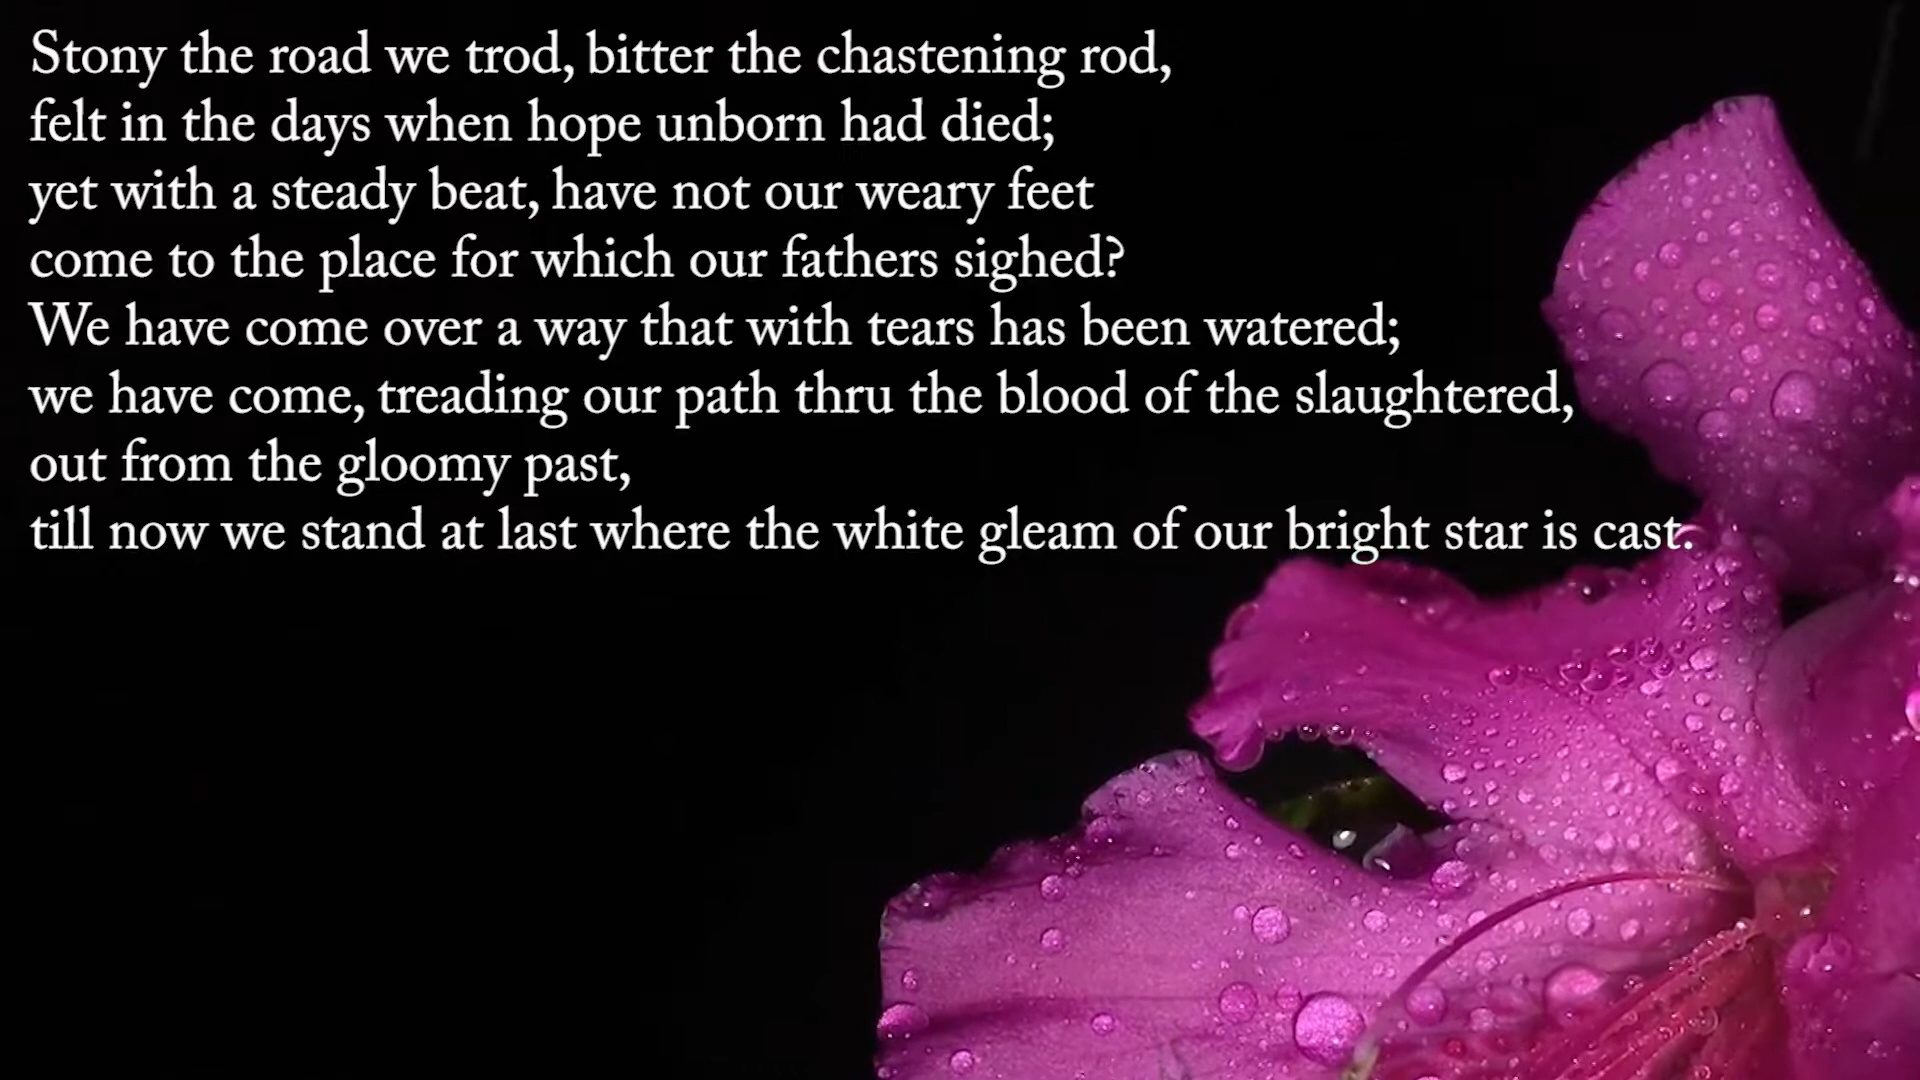 Stony the road we trod, bitter the chastening rod,
felt in the days when hope unborn had died;
yet with a steady beat, have not our weary feet
come to the place for which our fathers sighed?
We have come over a way that with tears has been watered;
we have come, treading our path thru the blood of the slaughtered,
out from the gloomy past,
till now we stand at last where the white gleam of our bright star is cast.